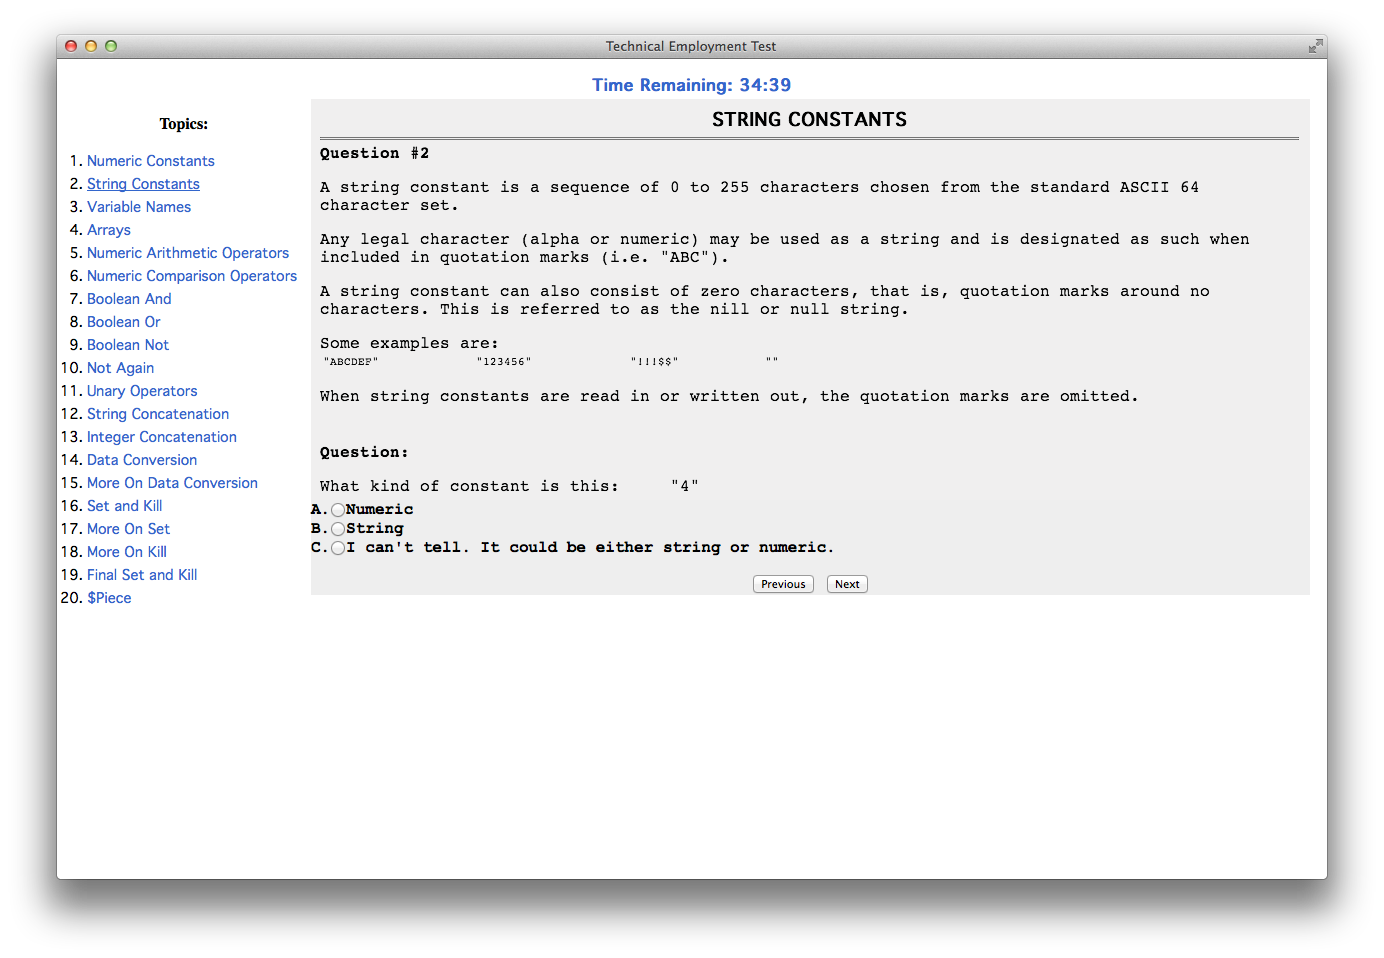 Technical Employment Test
Time Remaining: 34:39
Topics:
1. Numeric Constants
2. String Constants
3. Variable Names
4. Arrays
5. Numeric Arithmetic Operators
6. Numeric Comparison Operators
7. Boolean And
8. Boolean Or
9. Boolean Not
10. Not Again
11. Unary Operators
12. String Concatenation
13. Integer Concatenation
14. Data Conversion
15. More On Data Conversion
16. Set and Kill
17. More On Set
18. More On Kill
19. Final Set and Kill
20. $Piece
STRING CONSTANTS
Question #2
A string constant is a sequence of 0 to 255 characters chosen from the standard ASCII 64
character set.
Any legal character (alpha or numeric) may be used as a string and is designated as such when
included in quotation marks (i.e. "ABC").
A string constant can also consist of zero characters, that is, quotation marks around no
characters. This is referred to as the nill or null string.
Some examples are:
"ABCDEF" "123456" "!!!$$" ""
When string constants are read in or written out, the quotation marks are omitted.
Question:
What kind of constant is this: "4"
A. Numeric
B. String
C. I can't tell. It could be either string or numeric.
Previous Next